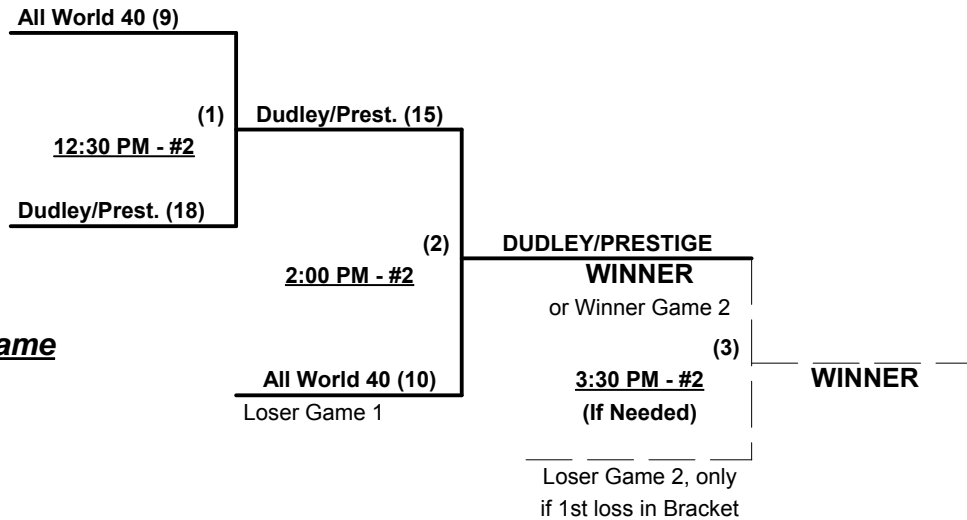 All World 40 (9)
(1)
Dudley/Prest. (15)
12:30 PM - #2
Dudley/Prest. (18)
(2)
DUDLEY/PRESTIGE
2:00 PM - #2
WINNER
or Winner Game 2
ame
(3)
All World 40 (10)
3:30 PM - #2
WINNER
Loser Game 1
(If Needed)
Loser Game 2, only
if 1st loss in Bracket